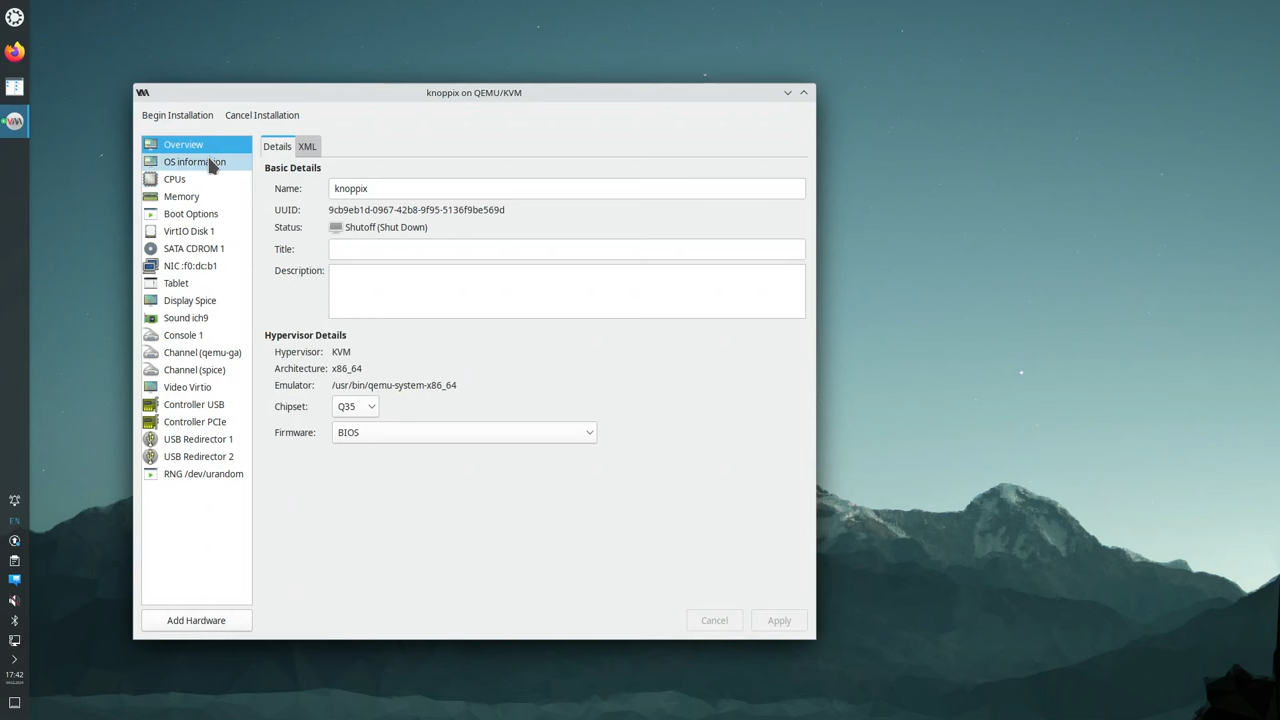 knoppix on QEMU/KVM
Begin Installation Cancel Installation
Overview
OS information
CPUs
Memory
Boot Options
VirtIO Disk 1
SATA CDROM 1
NIC :f0:dc:b1
Tablet
Display Spice
Sound ich9
Console 1
Channel (qemu-ga)
Channel (spice)
Video Virtio
Controller USB
Controller PCIe
USB Redirector 1
USB Redirector 2
RNG /dev/urandom
Add Hardware
Details XML
Basic Details
Name: knoppix
UUID: 9cb9eb1d-0967-42b8-9f95-5136f9be569d
Status: Shutoff (Shut Down)
Title:
Description:
Hypervisor Details
Hypervisor: KVM
Architecture: x86_64
Emulator: /usr/bin/qemu-system-x86_64
Chipset: Q35
Firmware: BIOS
Cancel Apply
EN
17:42